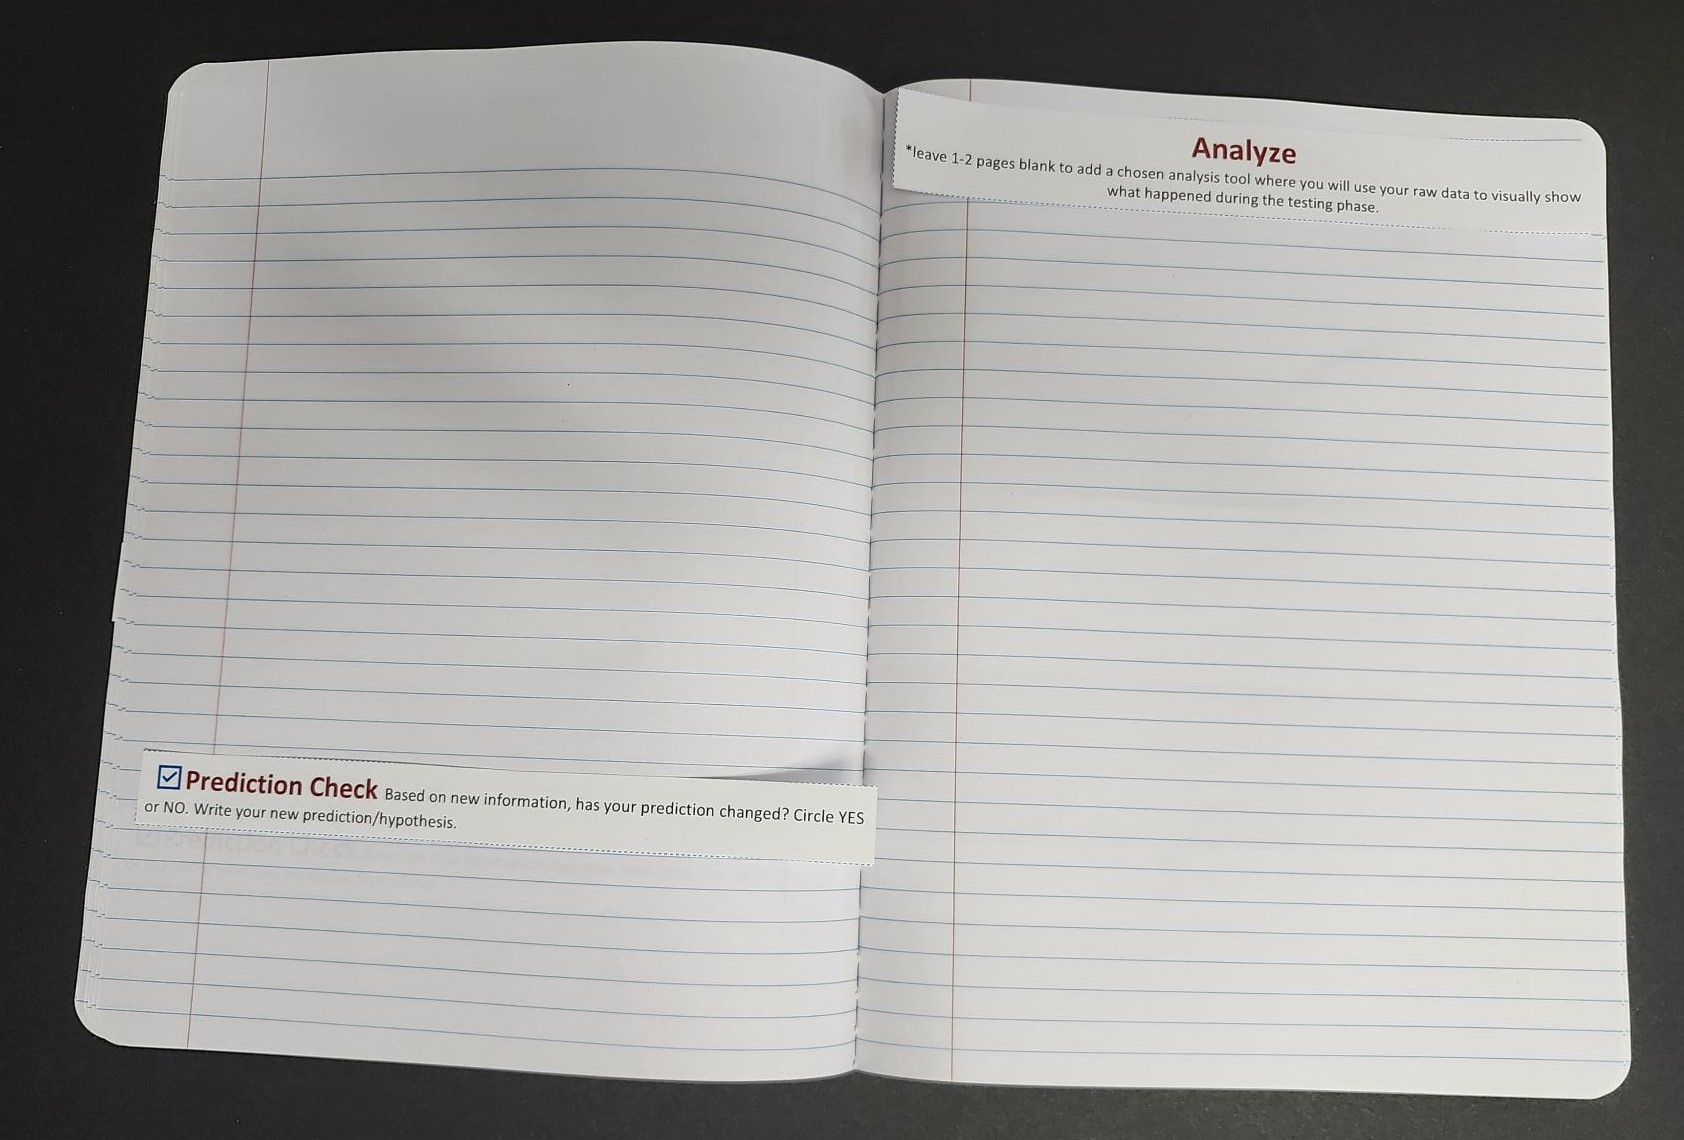 ☑ Prediction Check Based on new information, has your prediction changed? Circle YES
or NO. Write your new prediction/hypothesis.
Analyze
*leave 1-2 pages blank to add a chosen analysis tool where you will use your raw data to visually show
what happened during the testing phase.